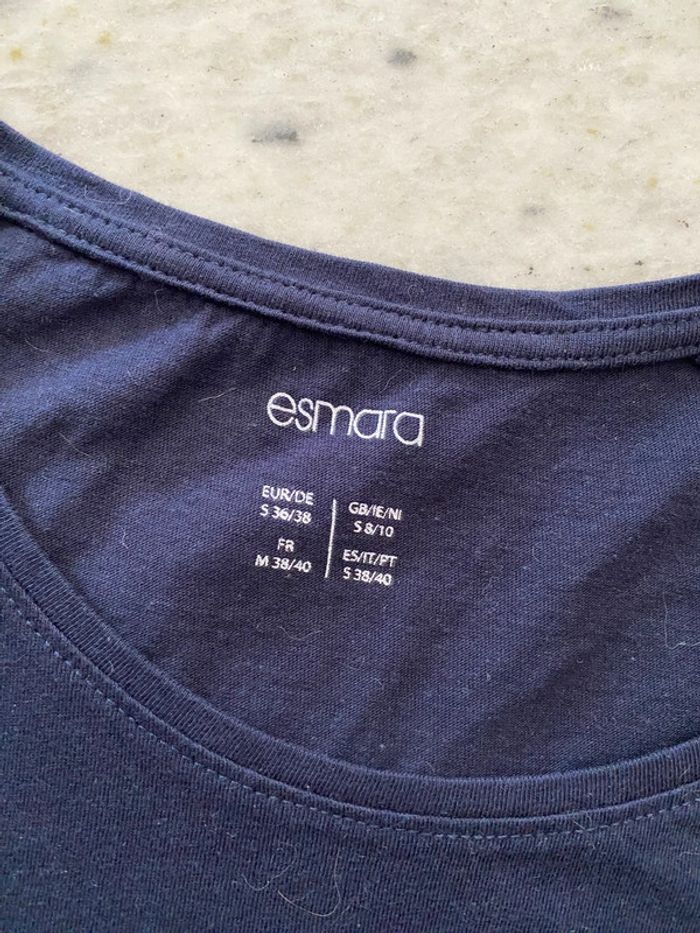 esmara
EUR/DE
S 36/38
FR
M 38/40
GB/IE/NI
S 8/10
ES/IT/PT
S 38/40